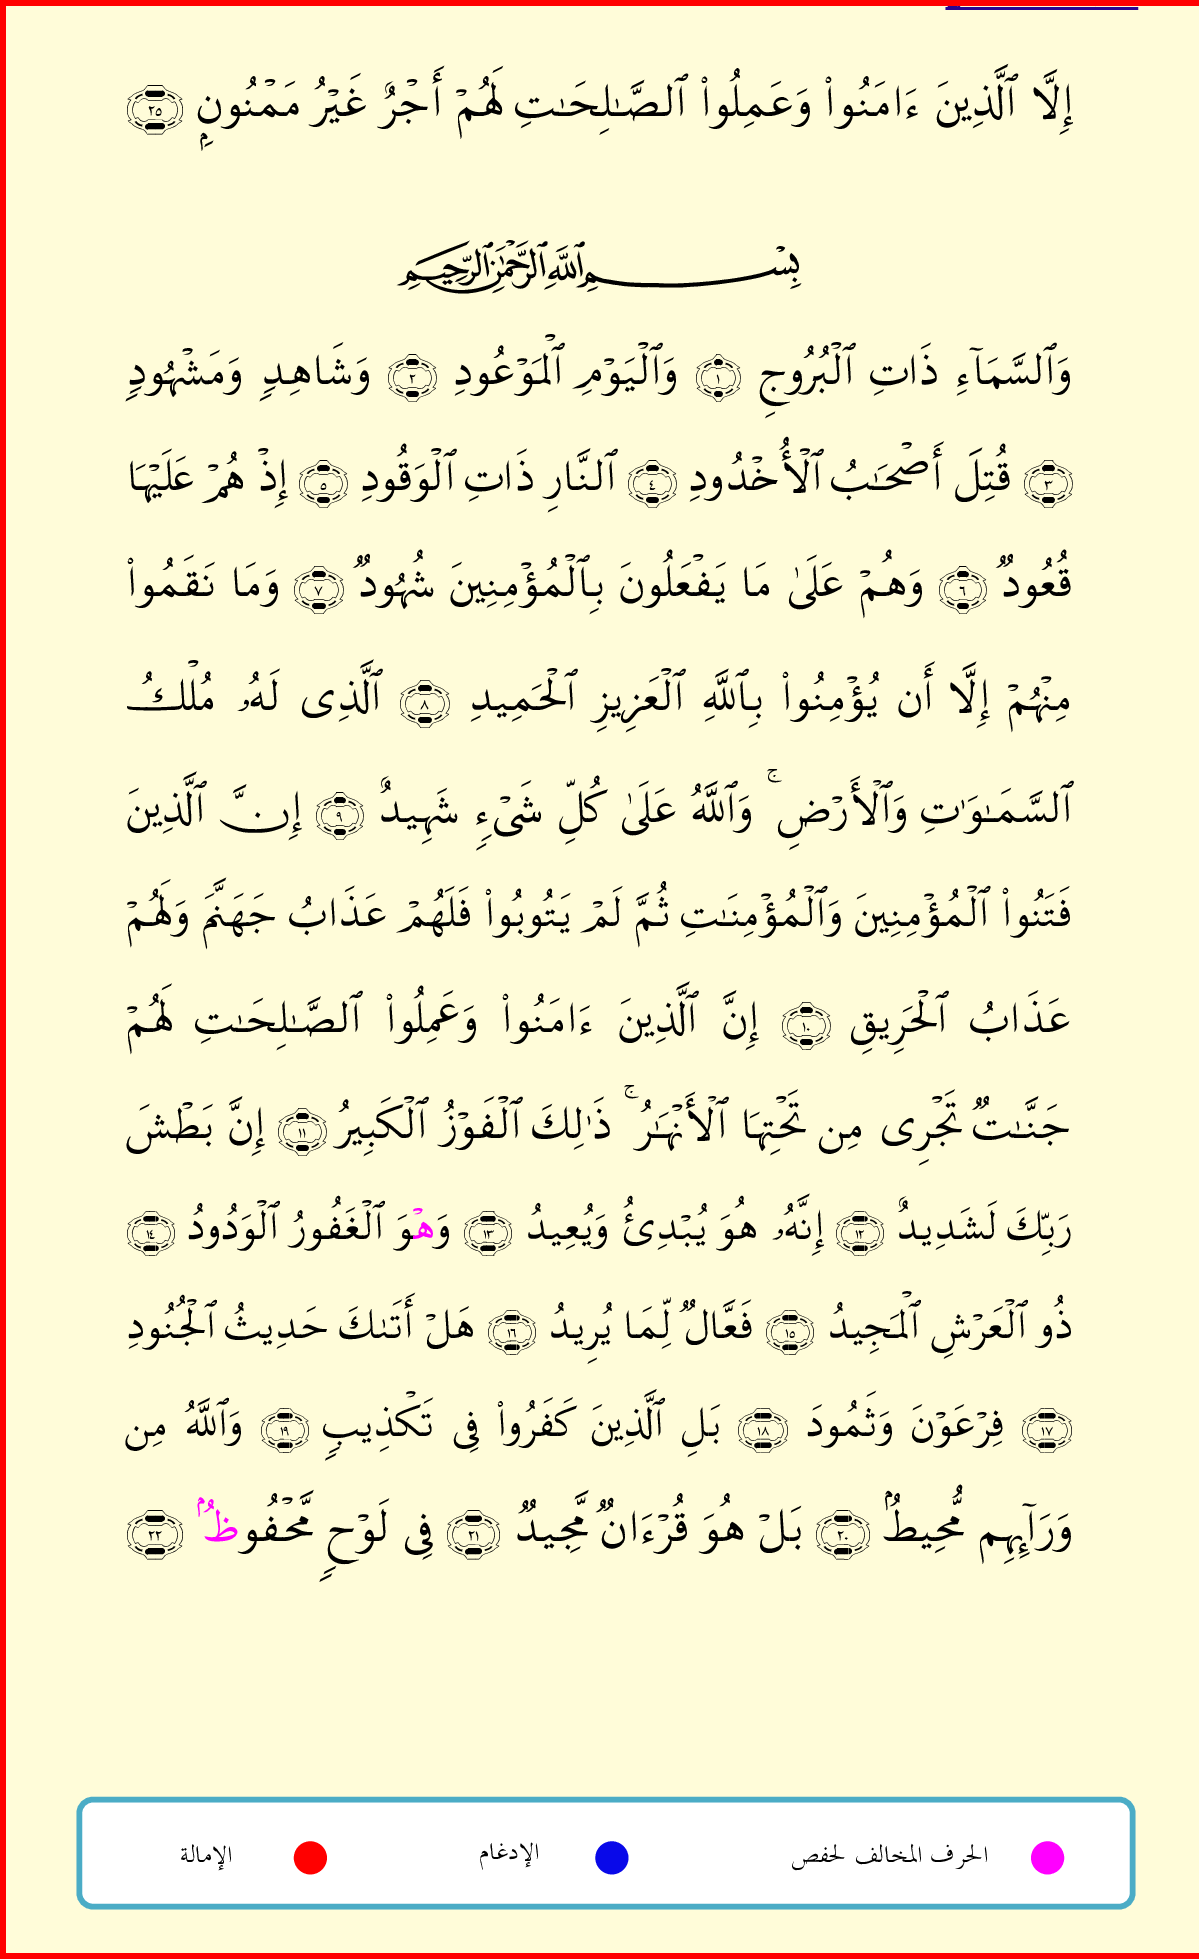 إِلَّا ٱلَّذِينَ ءَامَنُوا۟ وَعَمِلُوا۟ ٱلصَّـٰلِحَـٰتِ لَهُمْ أَجْرٌ غَيْرُ مَمْنُونٍۭ ٢٥
بِسْمِ ٱللَّهِ ٱلرَّحْمَـٰنِ ٱلرَّحِيمِ
وَٱلسَّمَآءِ ذَاتِ ٱلْبُرُوجِ ١ وَٱلْيَوْمِ ٱلْمَوْعُودِ ٢ وَشَاهِدٍ وَمَشْهُودٍ
٣ قُتِلَ أَصْحَـٰبُ ٱلْأُخْدُودِ ٤ ٱلنَّارِ ذَاتِ ٱلْوَقُودِ ٥ إِذْ هُمْ عَلَيْهَا
قُعُودٌ ٦ وَهُمْ عَلَىٰ مَا يَفْعَلُونَ بِٱلْمُؤْمِنِينَ شُهُودٌ ٧ وَمَا نَقَمُوا۟
مِنْهُمْ إِلَّا أَن يُؤْمِنُوا۟ بِٱللَّهِ ٱلْعَزِيزِ ٱلْحَمِيدِ ٨ ٱلَّذِى لَهُۥ مُلْكُ
ٱلسَّمَـٰوَٰتِ وَٱلْأَرْضِ ۚ وَٱللَّهُ عَلَىٰ كُلِّ شَىْءٍ شَهِيدٌ ٩ إِنَّ ٱلَّذِينَ
فَتَنُوا۟ ٱلْمُؤْمِنِينَ وَٱلْمُؤْمِنَـٰتِ ثُمَّ لَمْ يَتُوبُوا۟ فَلَهُمْ عَذَابُ جَهَنَّمَ وَلَهُمْ
عَذَابُ ٱلْحَرِيقِ ١٠ إِنَّ ٱلَّذِينَ ءَامَنُوا۟ وَعَمِلُوا۟ ٱلصَّـٰلِحَـٰتِ لَهُمْ
جَنَّـٰتٌ تَجْرِى مِن تَحْتِهَا ٱلْأَنْهَـٰرُ ۚ ذَٰلِكَ ٱلْفَوْزُ ٱلْكَبِيرُ ١١ إِنَّ بَطْشَ
رَبِّكَ لَشَدِيدٌ ١٢ إِنَّهُۥ هُوَ يُبْدِئُ وَيُعِيدُ ١٣ وَهْوَ ٱلْغَفُورُ ٱلْوَدُودُ ١٤
ذُو ٱلْعَرْشِ ٱلْمَجِيدُ ١٥ فَعَّالٌ لِّمَا يُرِيدُ ١٦ هَلْ أَتَىٰكَ حَدِيثُ ٱلْجُنُودِ
١٧ فِرْعَوْنَ وَثَمُودَ ١٨ بَلِ ٱلَّذِينَ كَفَرُوا۟ فِى تَكْذِيبٍ ١٩ وَٱللَّهُ مِن
وَرَآئِهِم مُّحِيطٌۢ ٢٠ بَلْ هُوَ قُرْءَانٌ مَّجِيدٌ ٢١ فِى لَوْحٍ مَّحْفُوظٌۢ ٢٢
الحرف المخالف لحفص
الإدغام
الإمالة